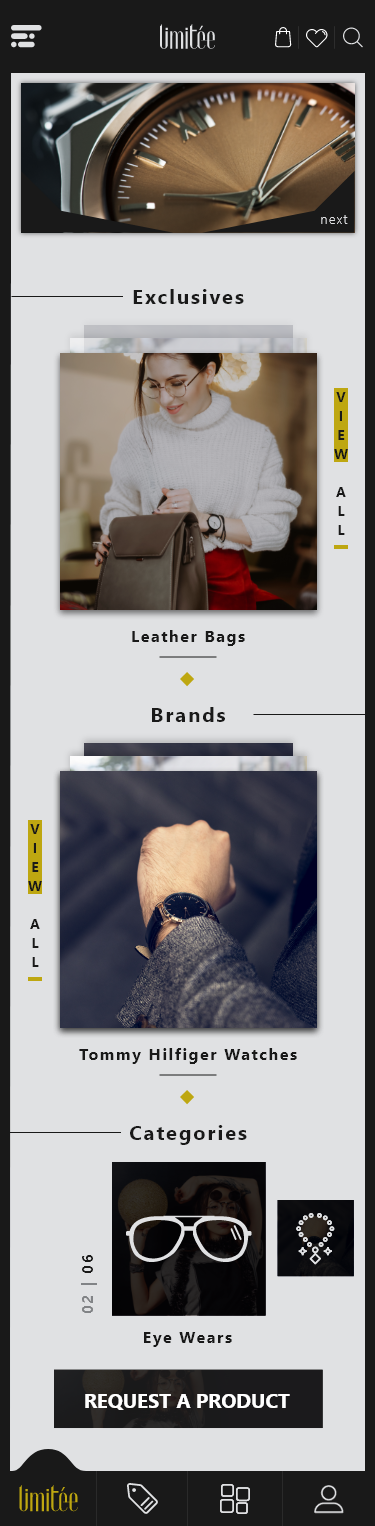 limitée
next
Exclusives
VIEW ALL
Leather Bags
Brands
VIEW ALL
Tommy Hilfiger Watches
Categories
02 | 06
Eye Wears
REQUEST A PRODUCT
limitée